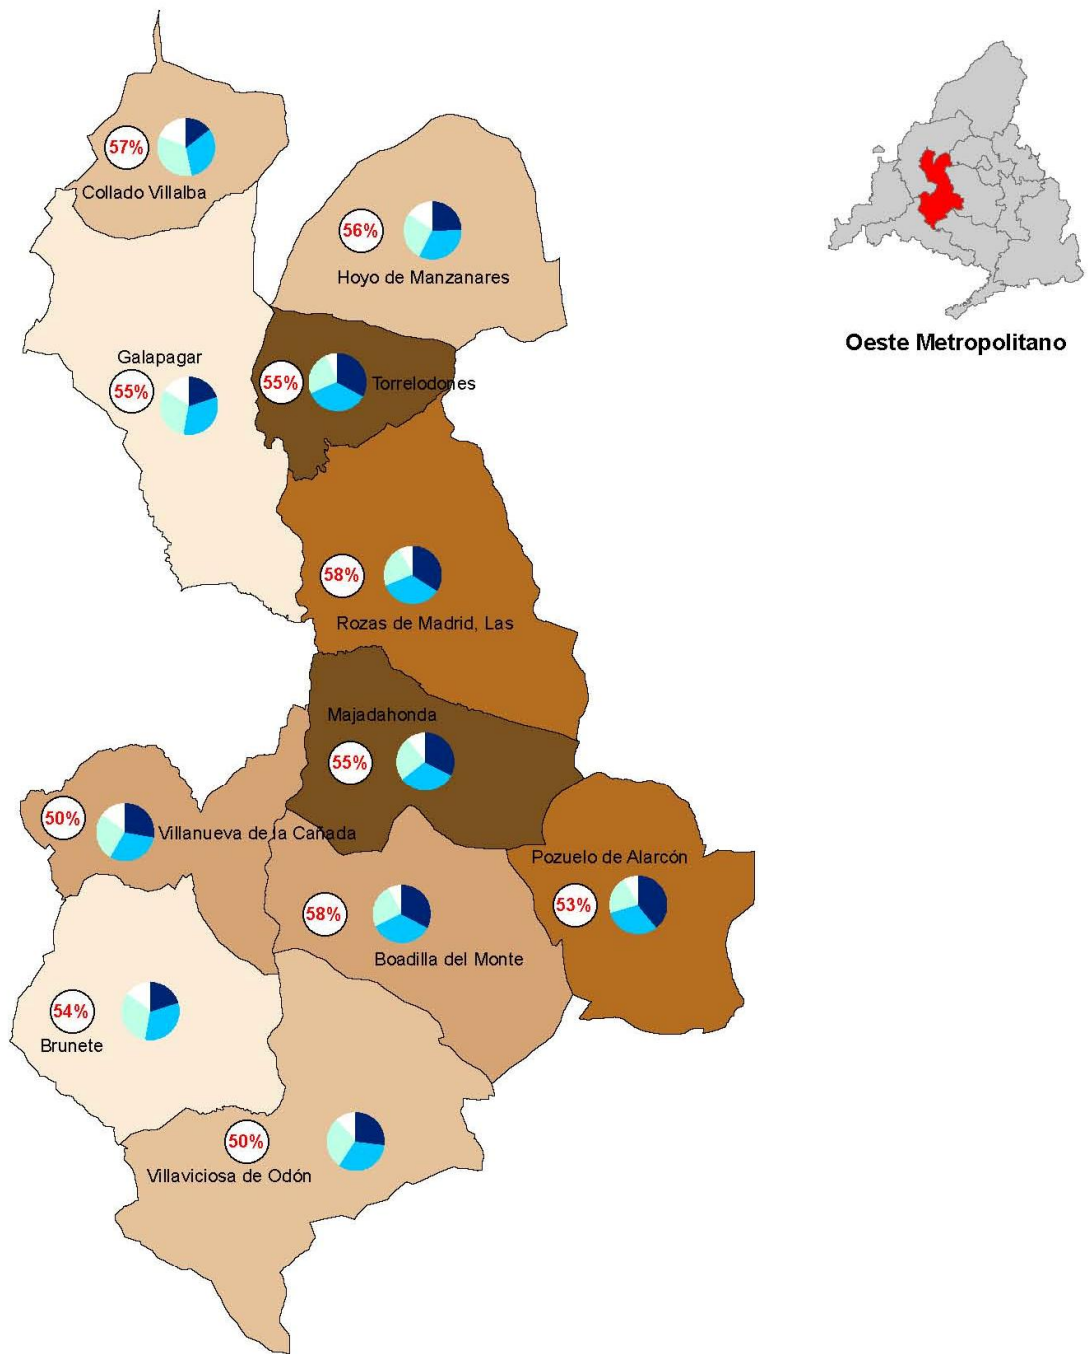 57%
Collado Villalba
56%
Hoyo de Manzanares
Oeste Metropolitano
Galapagar
55%
55%
Torrelodones
58%
Rozas de Madrid, Las
Majadahonda
55%
50%
Villanueva de la Cañada
Pozuelo de Alarcón
53%
58%
Boadilla del Monte
54%
Brunete
50%
Villaviciosa de Odón